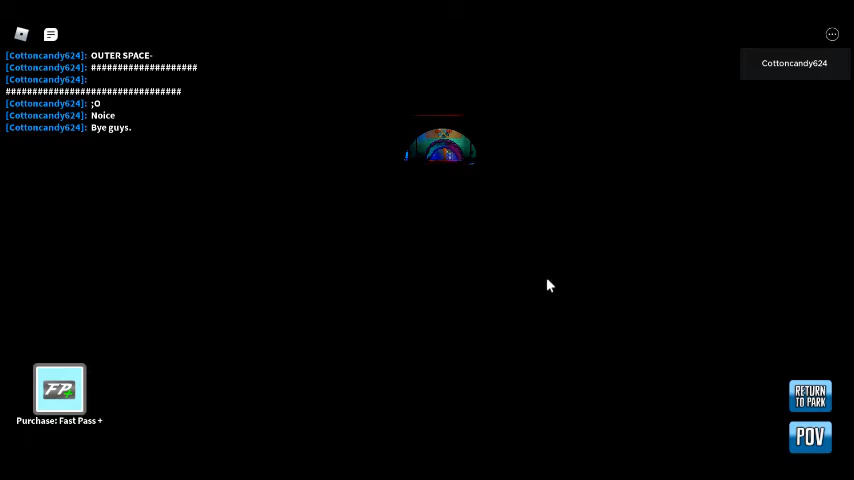 [Cottoncandy624]: OUTER SPACE-
[Cottoncandy624]: ####################
[Cottoncandy624]:
#################################
[Cottoncandy624]: ;O
[Cottoncandy624]: Noice
[Cottoncandy624]: Bye guys.
Cottoncandy624
FP+
Purchase: Fast Pass +
RETURN
TO PARK
POV